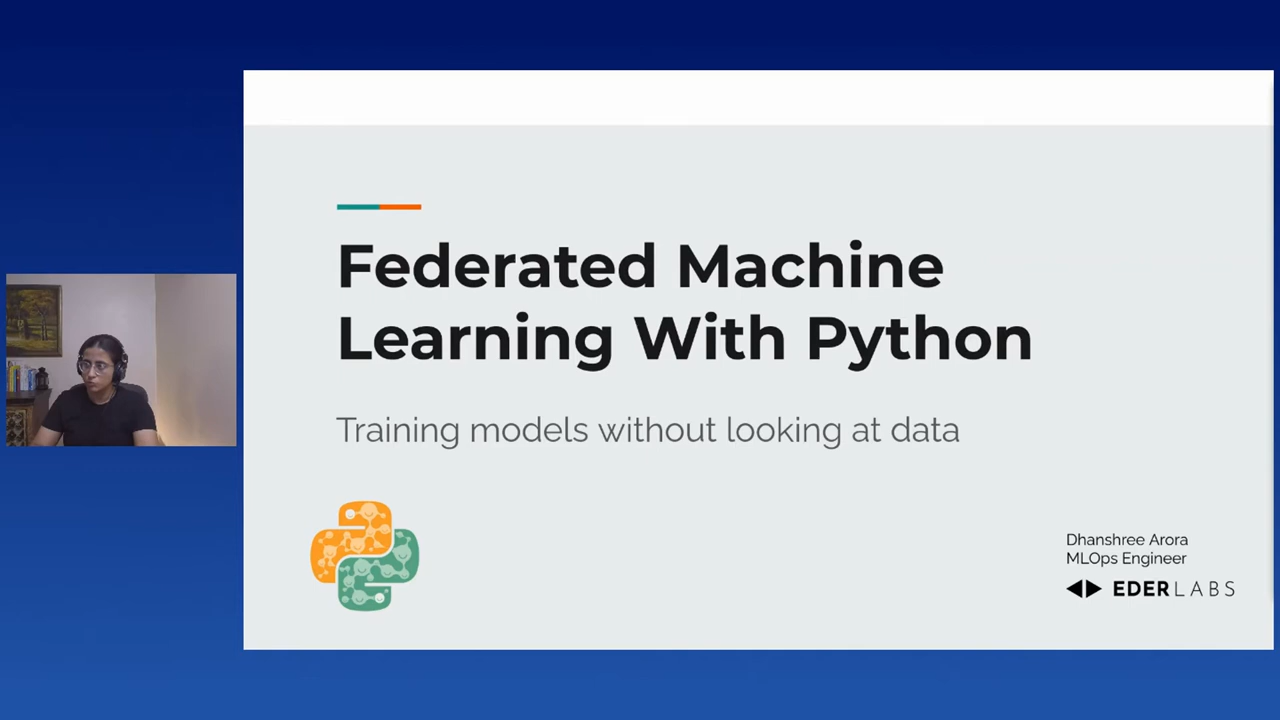 Federated Machine
Learning With Python
Training models without looking at data
Dhanshree Arora
MLOps Engineer
EDERLABS